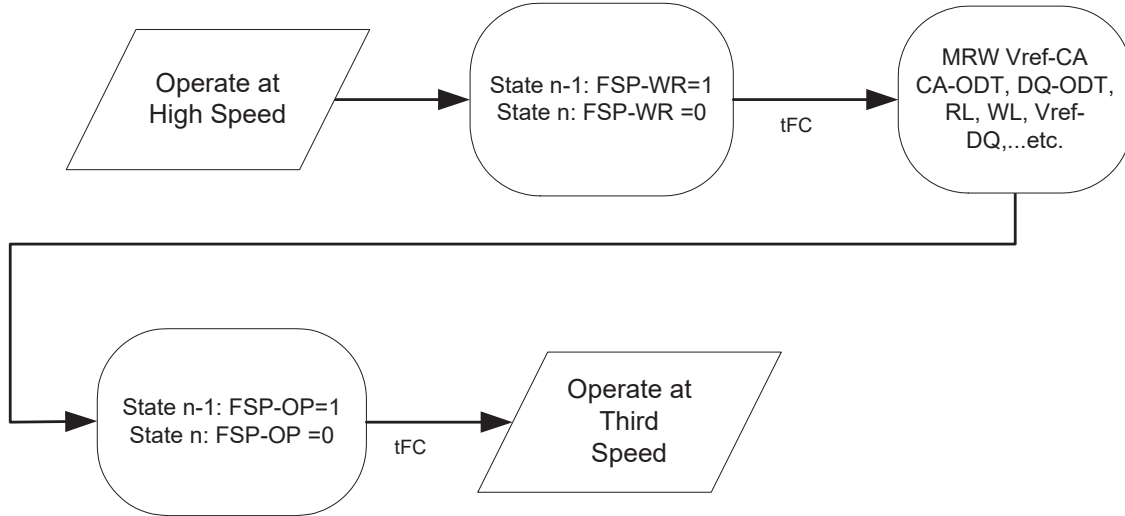 Operate at
High Speed
State n-1: FSP-WR=1
State n: FSP-WR =0
tFC
MRW Vref-CA
CA-ODT, DQ-ODT,
RL, WL, Vref-
DQ,...etc.
State n-1: FSP-OP=1
State n: FSP-OP =0
tFC
Operate at
Third
Speed